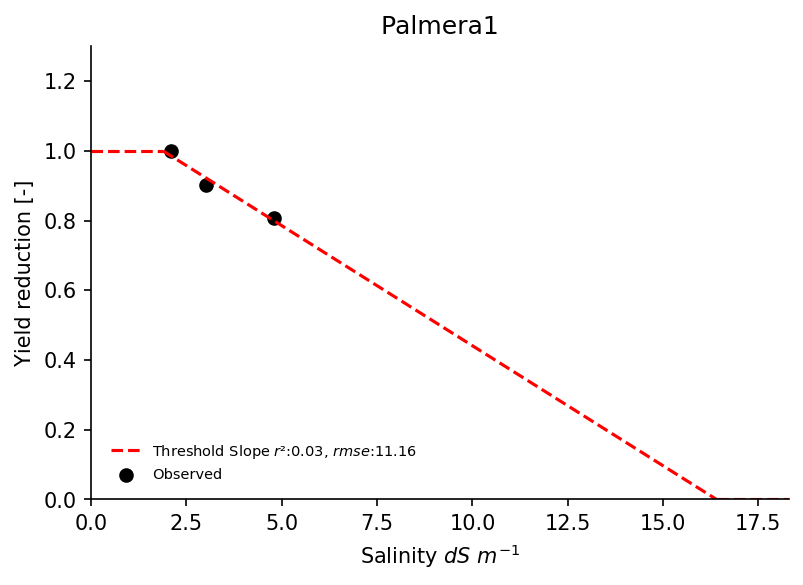 Palmera1
Yield reduction [-]
1.2
1.0
0.8
0.6
0.4
0.2
0.0
Threshold Slope r²:0.03, rmse:11.16
Observed
0.0 2.5 5.0 7.5 10.0 12.5 15.0 17.5
Salinity dS m⁻¹